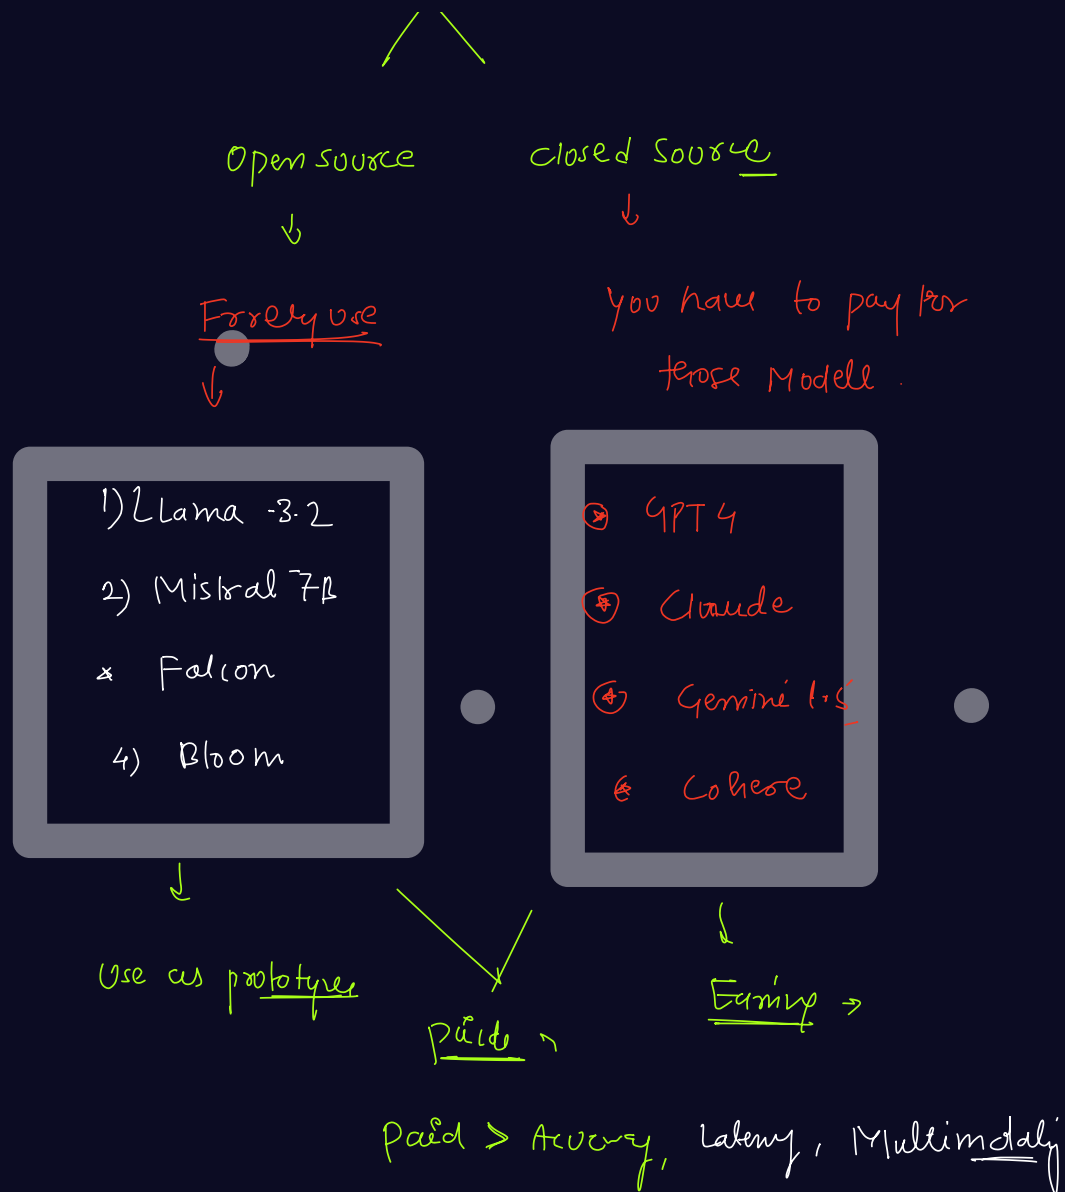 Open source
closed source
Freely use
you have to pay for
those Modell.
1) LLama -3.2
2) Mistral 7B
Falcon
4) Bloom
GPT 4
Claude
Gemini 1.5
Cohere
Use as prototypes
Earning
paid
paid > Accuracy, Latency, Multimodality